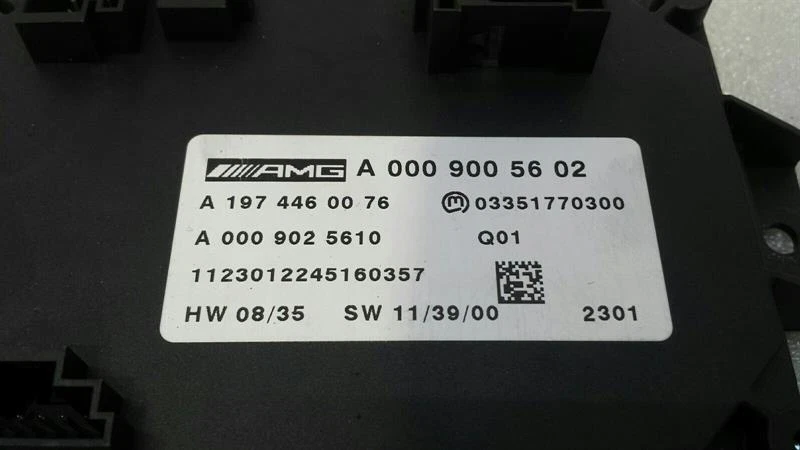 AMG A 000 900 56 02
A 197 446 00 76 03351770300
A 000 902 5610 Q01
1123012245160357
HW 08/35 SW 11/39/00 2301